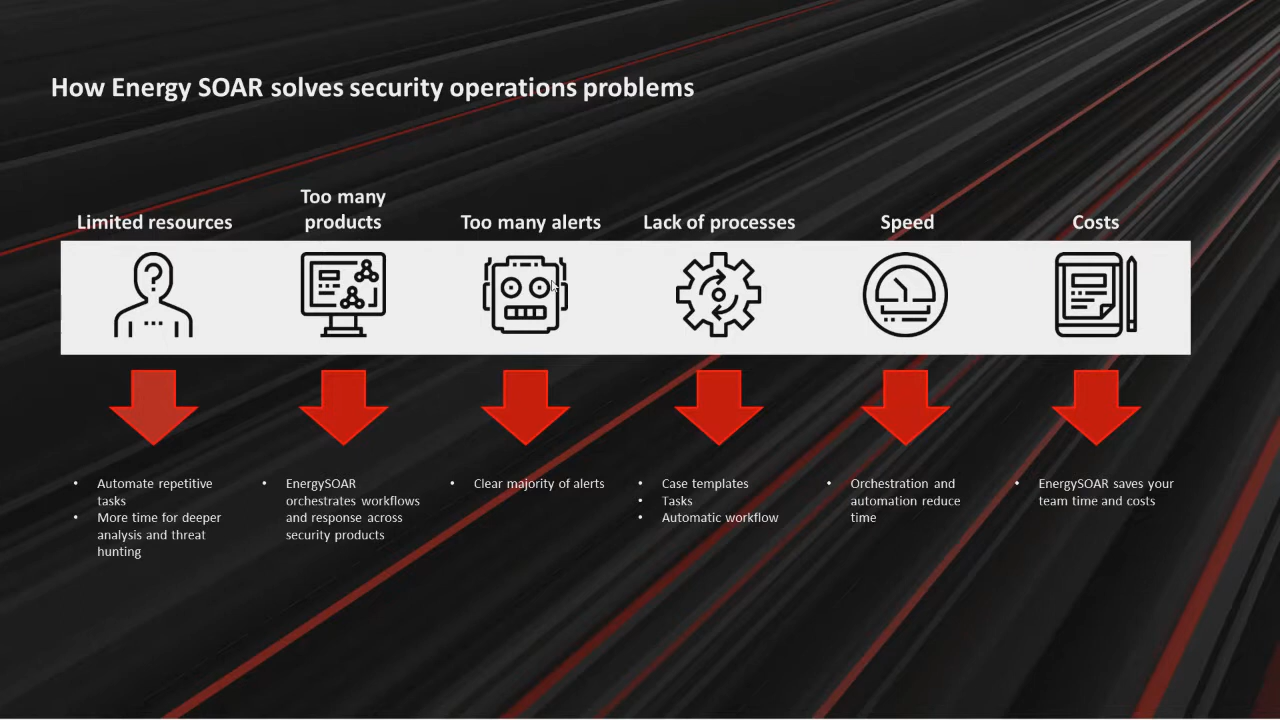 How Energy SOAR solves security operations problems
Limited resources
Too many
products
Too many alerts
Lack of processes
Speed
Costs
• Automate repetitive
tasks
• More time for deeper
analysis and threat
hunting
• EnergySOAR
orchestrates workflows
and response across
security products
• Clear majority of alerts
• Case templates
• Tasks
• Automatic workflow
• Orchestration and
automation reduce
time
• EnergySOAR saves your
team time and costs